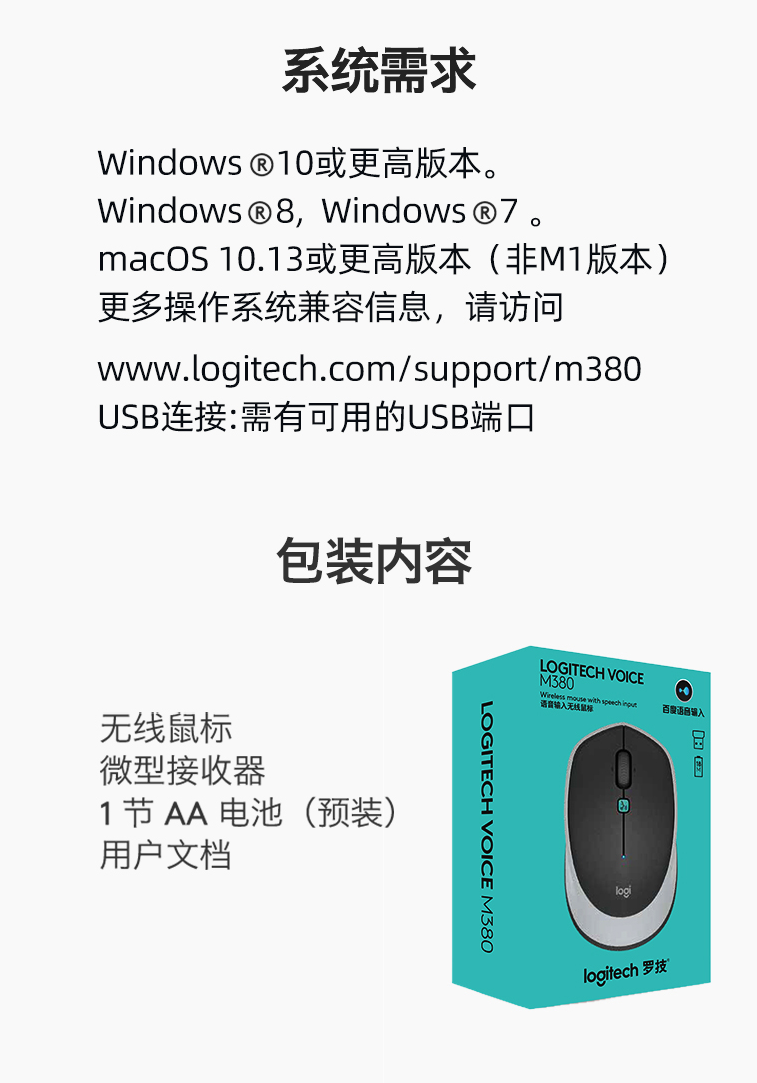 系统需求
Windows ®10或更高版本。
Windows®8, Windows®7 。
macOS 10.13或更高版本（非M1版本）
更多操作系统兼容信息，请访问
www.logitech.com/support/m380
USB连接:需有可用的USB端口
包装内容
无线鼠标
微型接收器
1 节 AA 电池（预装）
用户文档
LOGITECH VOICE
M380
Wireless mouse with speech input
语音输入无线鼠标
百度语音输入
LOGITECH VOICE M380
logi
logitech 罗技